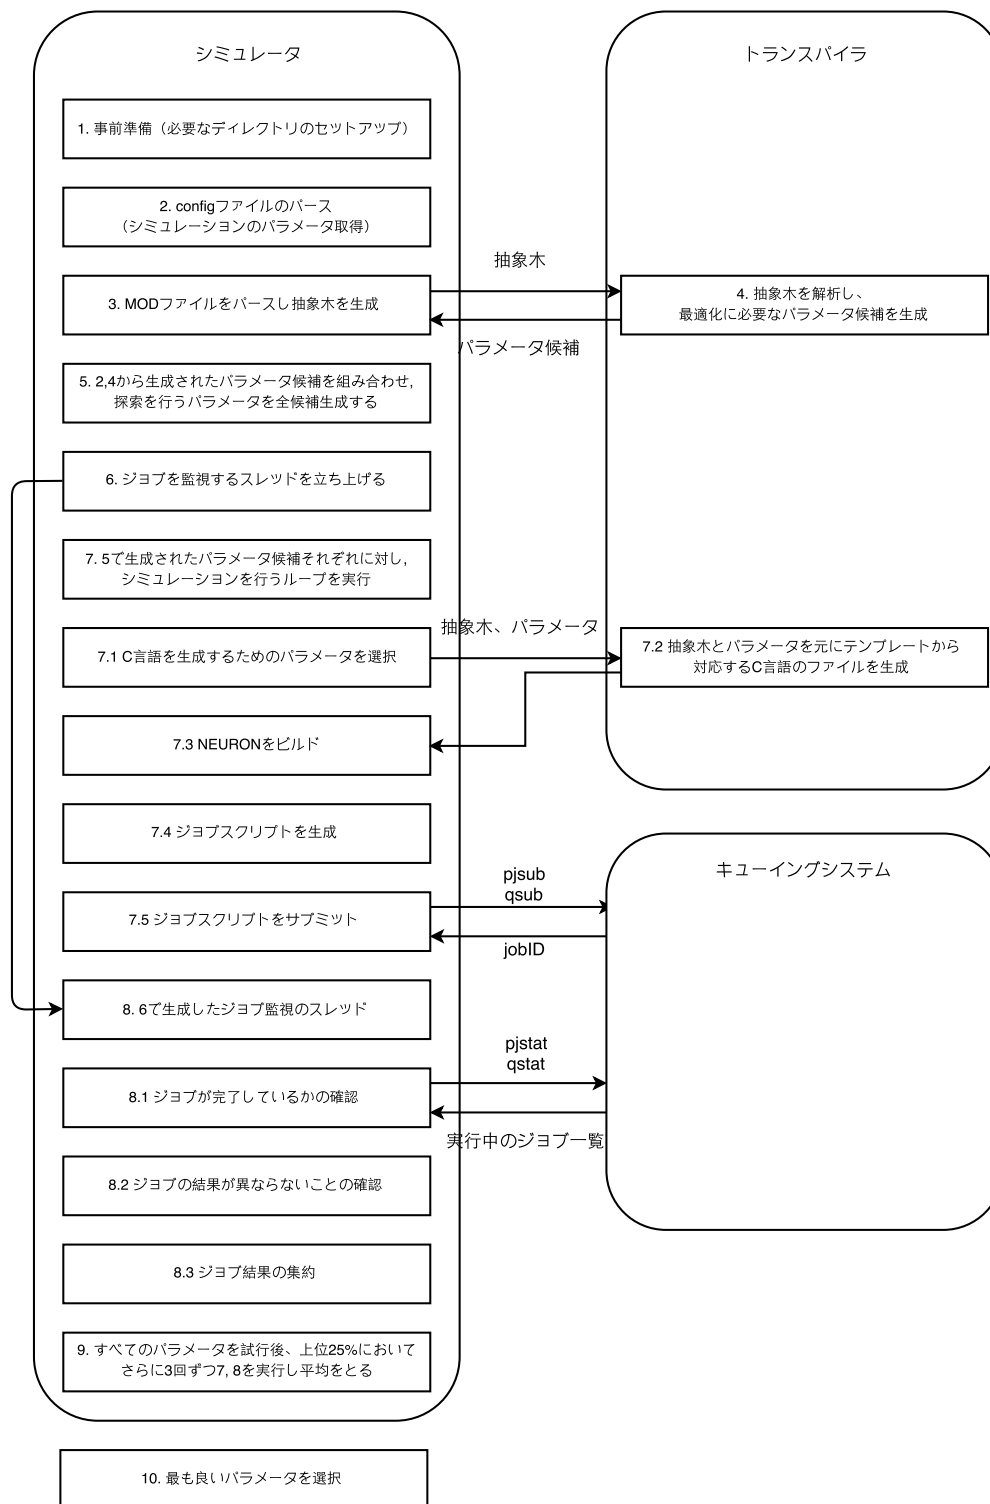 シミュレータ
トランスパイラ
1. 事前準備（必要なディレクトリのセットアップ）
2. configファイルのパース
（シミュレーションのパラメータ取得）
抽象木
3. MODファイルをパースし抽象木を生成
4. 抽象木を解析し、
最適化に必要なパラメータ候補を生成
パラメータ候補
5. 2,4から生成されたパラメータ候補を組み合わせ,
探索を行うパラメータを全候補生成する
6. ジョブを監視するスレッドを立ち上げる
7. 5で生成されたパラメータ候補それぞれに対し,
シミュレーションを行うループを実行
抽象木、パラメータ
7.1 C言語を生成するためのパラメータを選択
7.2 抽象木とパラメータを元にテンプレートから
対応するC言語のファイルを生成
7.3 NEURONをビルド
7.4 ジョブスクリプトを生成
キューイングシステム
pjsub
qsub
7.5 ジョブスクリプトをサブミット
jobID
8. 6で生成したジョブ監視のスレッド
pjstat
qstat
8.1 ジョブが完了しているかの確認
実行中のジョブ一覧
8.2 ジョブの結果が異ならないことの確認
8.3 ジョブ結果の集約
9. すべてのパラメータを試行後、上位25%において
さらに3回ずつ7, 8を実行し平均をとる
10. 最も良いパラメータを選択